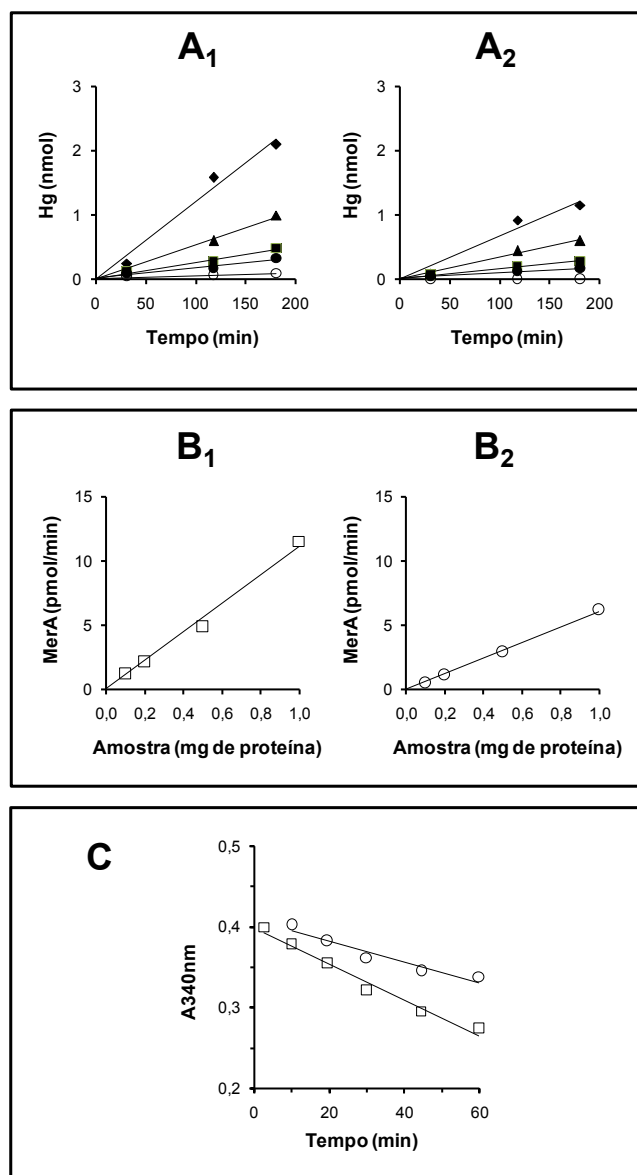 A1 A2
3 3
2 2
1 1
0 0
0 50 100 150 200 0 50 100 150 200
Hg (nmol) Hg (nmol)
Tempo (min) Tempo (min)
B1 B2
15 15
10 10
5 5
0 0
0,0 0,2 0,4 0,6 0,8 1,0 0,0 0,2 0,4 0,6 0,8 1,0
MerA (pmol/min) MerA (pmol/min)
Amostra (mg de proteína) Amostra (mg de proteína)
C
0,5
0,4
0,3
0,2
0 20 40 60
A340nm
Tempo (min)